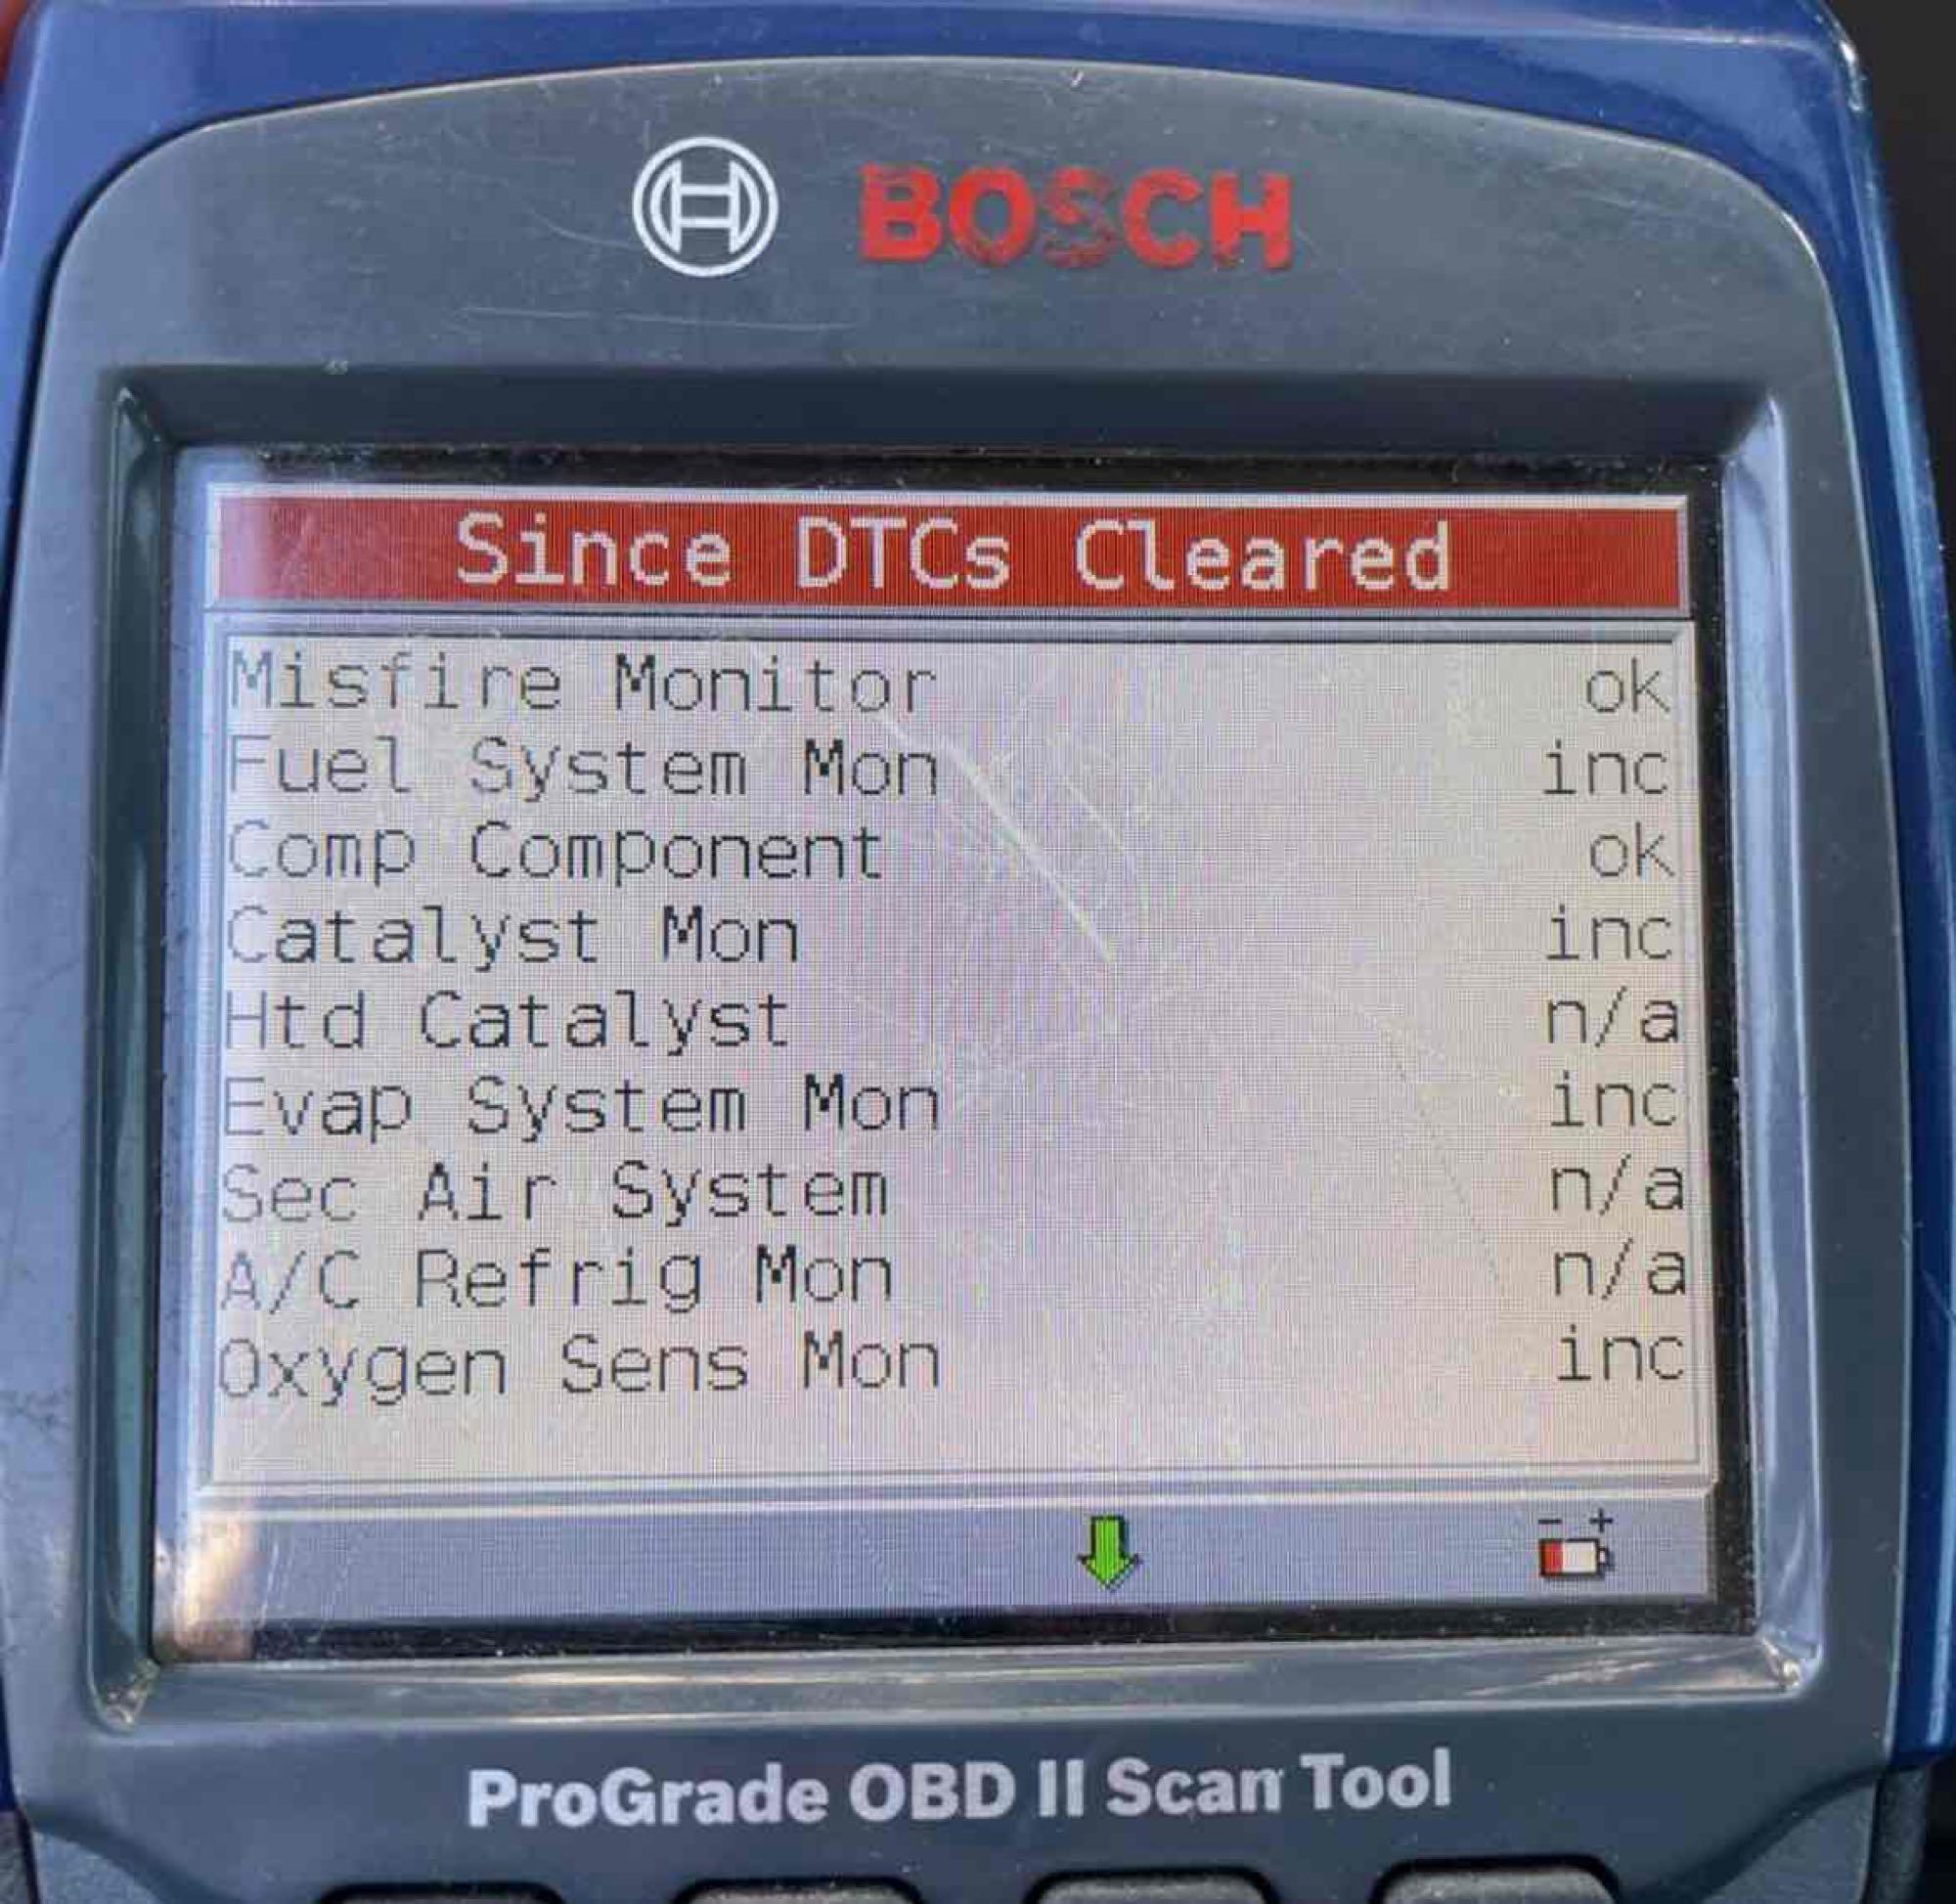 BOSCH
Since DTCs Cleared
Misfire Monitor ok
Fuel System Mon inc
Comp Component ok
Catalyst Mon inc
Htd Catalyst n/a
Evap System Mon inc
Sec Air System n/a
A/C Refrig Mon n/a
Oxygen Sens Mon inc
- +
ProGrade OBD II Scan Tool